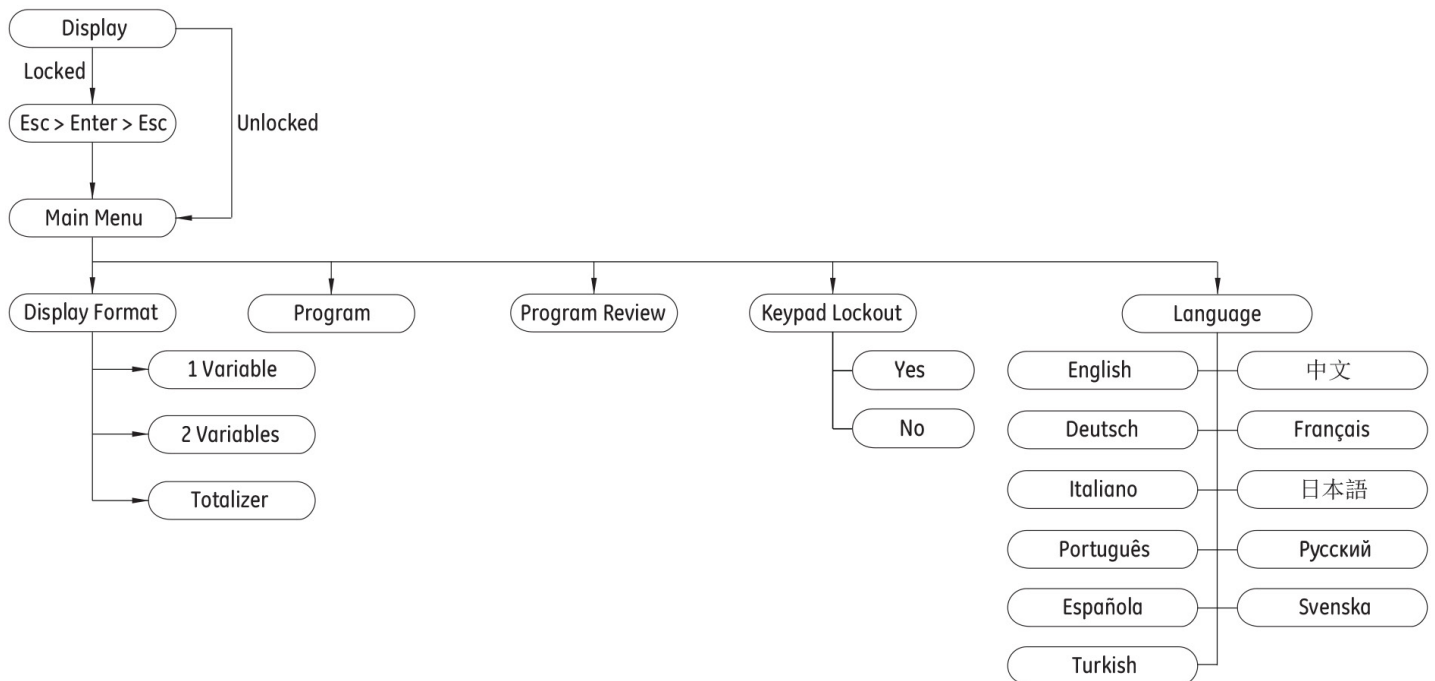 Display
Locked
Esc > Enter > Esc
Unlocked
Main Menu
Display Format
Program
Program Review
Keypad Lockout
Language
1 Variable
2 Variables
Totalizer
Yes
No
English
中文
Deutsch
Français
Italiano
日本語
Português
Русский
Española
Svenska
Turkish